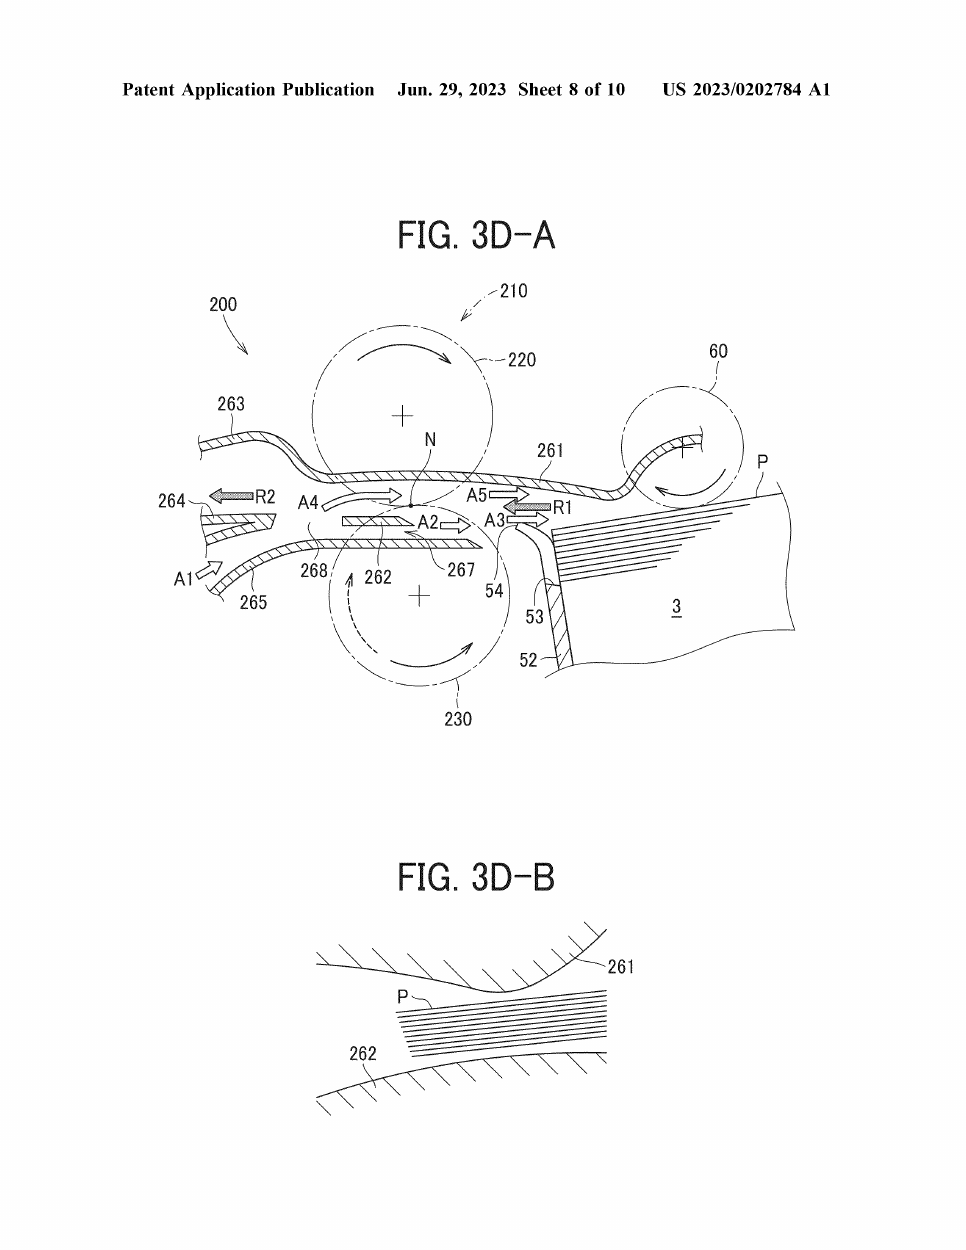 Patent Application Publication Jun. 29, 2023 Sheet 8 of 10 US 2023/0202784 A1
FIG. 3D-A
210
200
220
60
263
N
261
P
R2
A4
A5
R1
264
A2
A3
A1
268
262
267
54
265
53
3
52
230
FIG. 3D-B
261
P
262